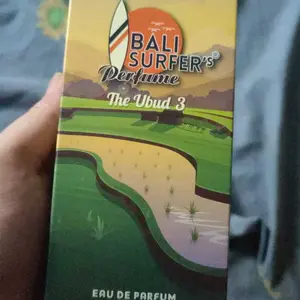 BALI
SURFER'S®
Perfume
The Ubud 3
EAU DE PARFUM